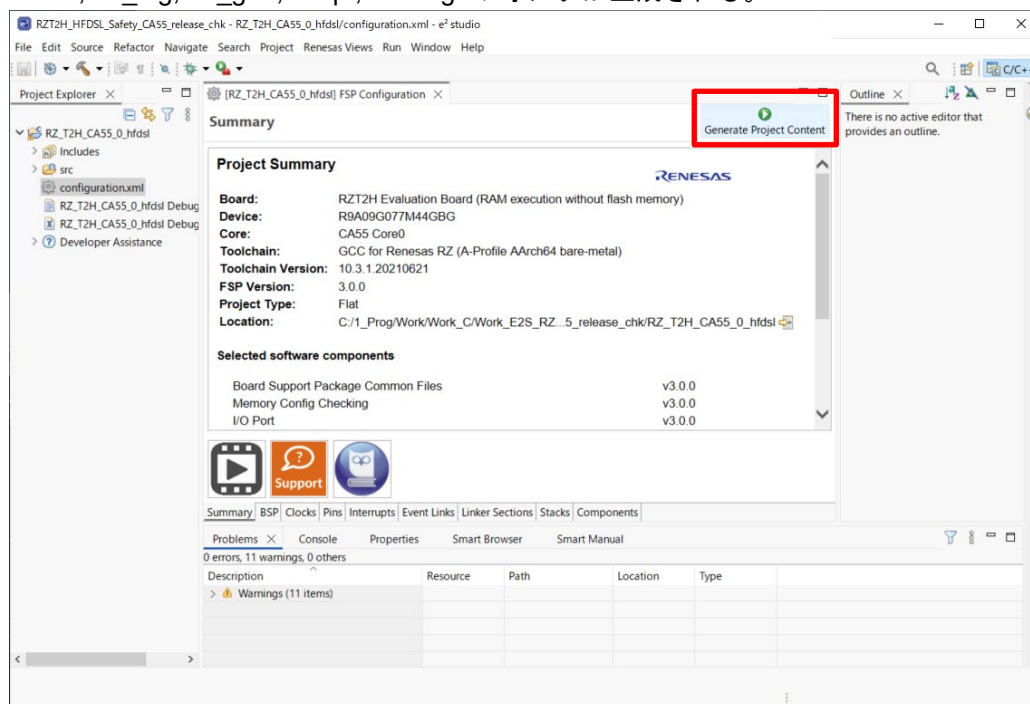 RZT2H_HFDSL_Safety_CA55_release_chk - RZ_T2H_CA55_0_hfdsl/configuration.xml - e² studio
File Edit Source Refactor Navigate Search Project Renesas Views Run Window Help
C/C+
Project Explorer
[RZ_T2H_CA55_0_hfdsl] FSP Configuration
Outline
RZ_T2H_CA55_0_hfdsl
Includes
src
configuration.xml
RZ_T2H_CA55_0_hfdsl Debug
RZ_T2H_CA55_0_hfdsl Debug
Developer Assistance
Summary
Generate Project Content
There is no active editor that
provides an outline.
Project Summary
RENESAS
Board: RZT2H Evaluation Board (RAM execution without flash memory)
Device: R9A09G077M44GBG
Core: CA55 Core0
Toolchain: GCC for Renesas RZ (A-Profile AArch64 bare-metal)
Toolchain Version: 10.3.1.20210621
FSP Version: 3.0.0
Project Type: Flat
Location: C:/1_Prog/Work/Work_C/Work_E2S_RZ...5_release_chk/RZ_T2H_CA55_0_hfdsl
Selected software components
Board Support Package Common Files v3.0.0
Memory Config Checking v3.0.0
I/O Port v3.0.0
Support
Summary BSP Clocks Pins Interrupts Event Links Linker Sections Stacks Components
Problems Console Properties Smart Browser Smart Manual
0 errors, 11 warnings, 0 others
Description Resource Path Location Type
Warnings (11 items)